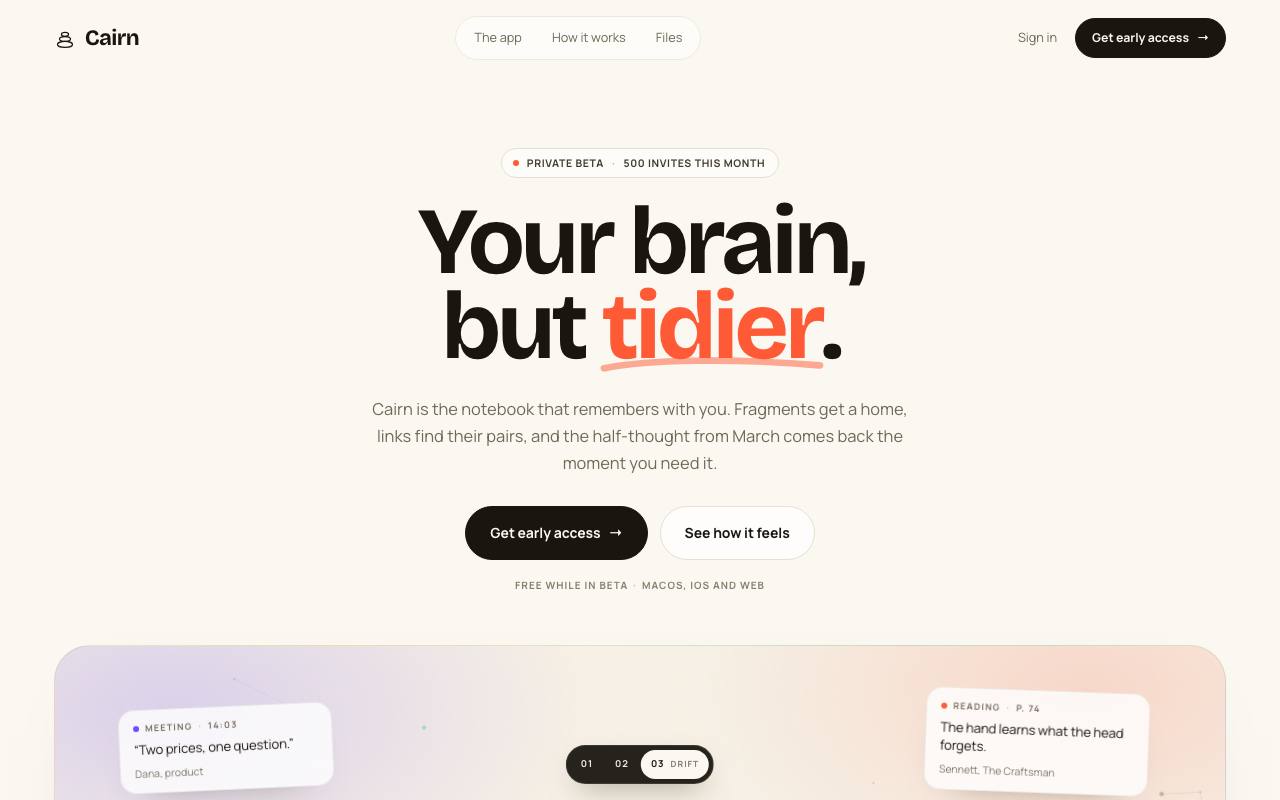 Cairn
The app How it works Files
Sign in
Get early access →
PRIVATE BETA · 500 INVITES THIS MONTH
Your brain,
but tidier.
Cairn is the notebook that remembers with you. Fragments get a home,
links find their pairs, and the half-thought from March comes back the
moment you need it.
Get early access →
See how it feels
FREE WHILE IN BETA · MACOS, IOS AND WEB
MEETING · 14:03
“Two prices, one question.”
Dana, product
READING · P. 74
The hand learns what the head
forgets.
Sennett, The Craftsman
01 02 03 DRIFT